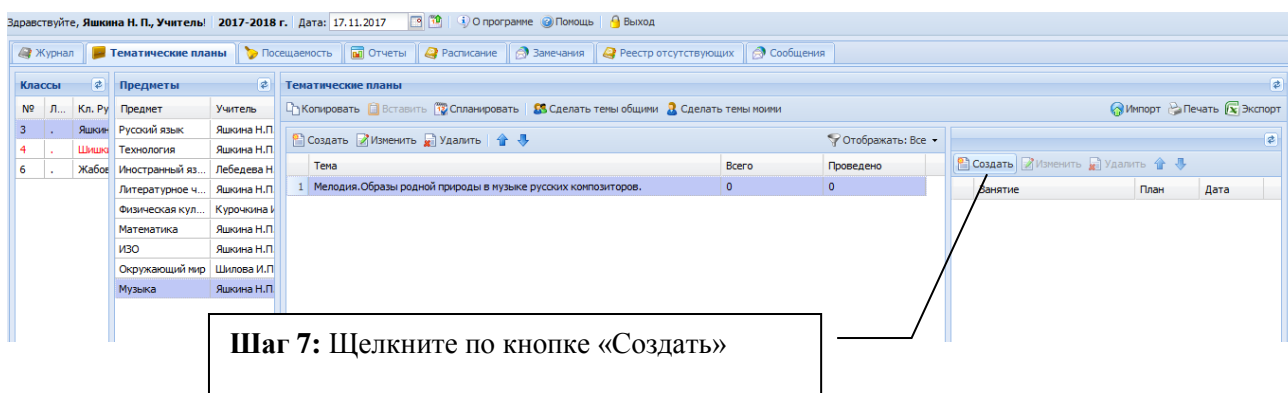 Здравствуйте, Яшкина Н. П., Учитель! 2017-2018 г. Дата: 17.11.2017 О программе Помощь Выход
Журнал Тематические планы Посещаемость Отчеты Расписание Замечания Реестр отсутствующих Сообщения
Классы Предметы Тематические планы
№ Л... Кл. Ру Предмет Учитель Копировать Вставить Спланировать Сделать темы общими Сделать темы моими Импорт Печать Экспорт
3 . Яшкин Русский язык Яшкина Н.П
4 . Шишко Технология Яшкина Н.П
6 . Жабов Иностранный яз... Лебедева Н
Литературное ч... Яшкина Н.П
Физическая кул... Курочкина И
Математика Яшкина Н.П
ИЗО Яшкина Н.П
Окружающий мир Шилова И.П
Музыка Яшкина Н.П
Создать Изменить Удалить Отображать: Все
Тема Всего Проведено
1 Мелодия.Образы родной природы в музыке русских композиторов. 0 0
Создать Изменить Удалить
Занятие План Дата
Шаг 7: Щелкните по кнопке «Создать»